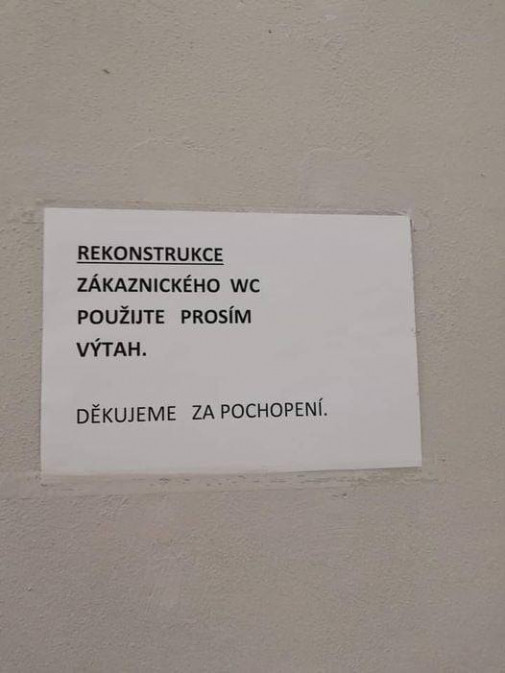 REKONSTRUKCE
ZÁKAZNICKÉHO WC
POUŽIJTE PROSÍM
VÝTAH.
DĚKUJEME ZA POCHOPENÍ.